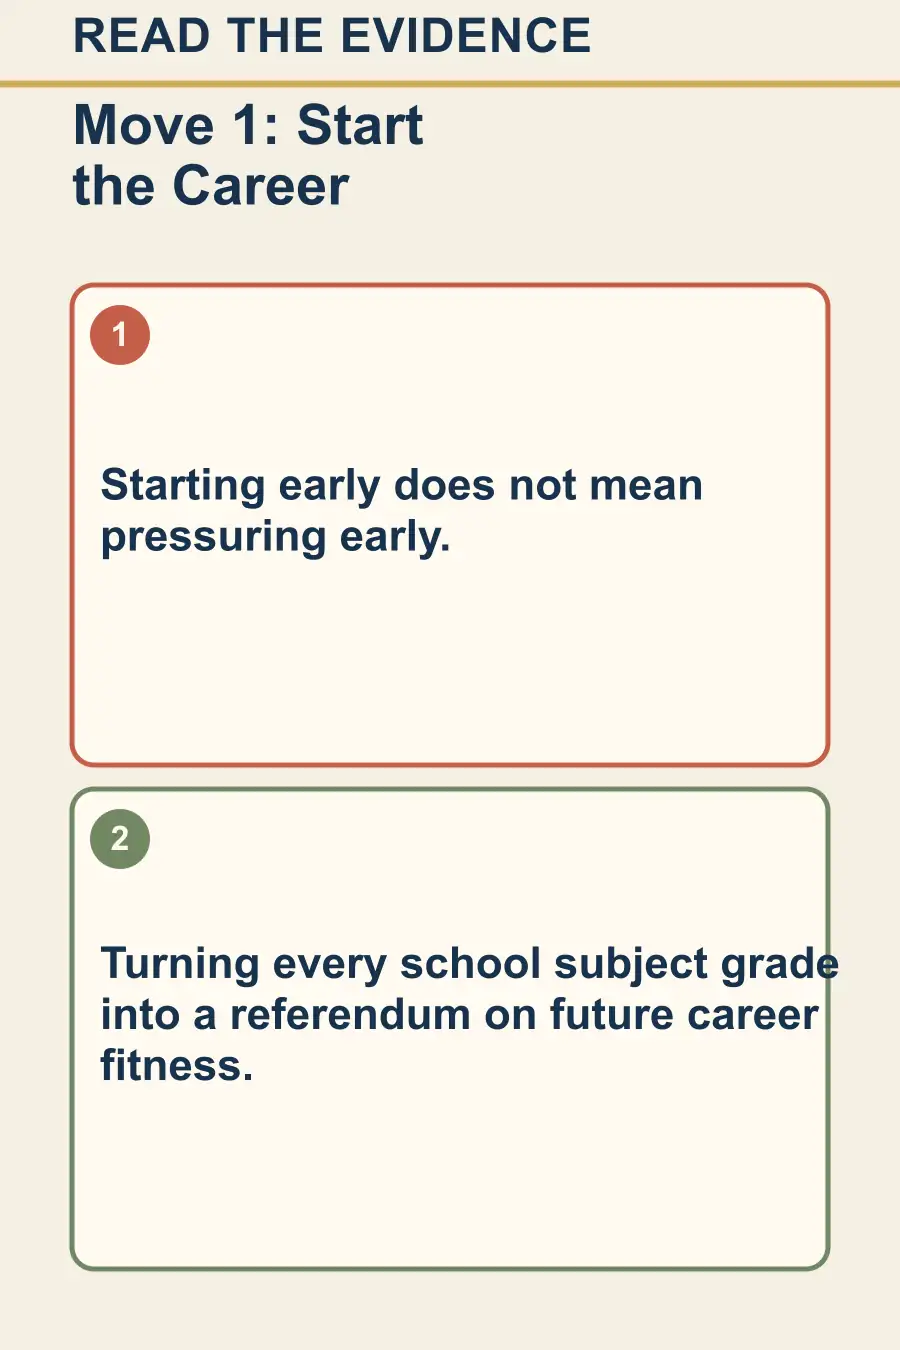 READ THE EVIDENCE
Move 1: Start
the Career
1
Starting early does not mean
pressuring early.
2
Turning every school subject grade
into a referendum on future career
fitness.